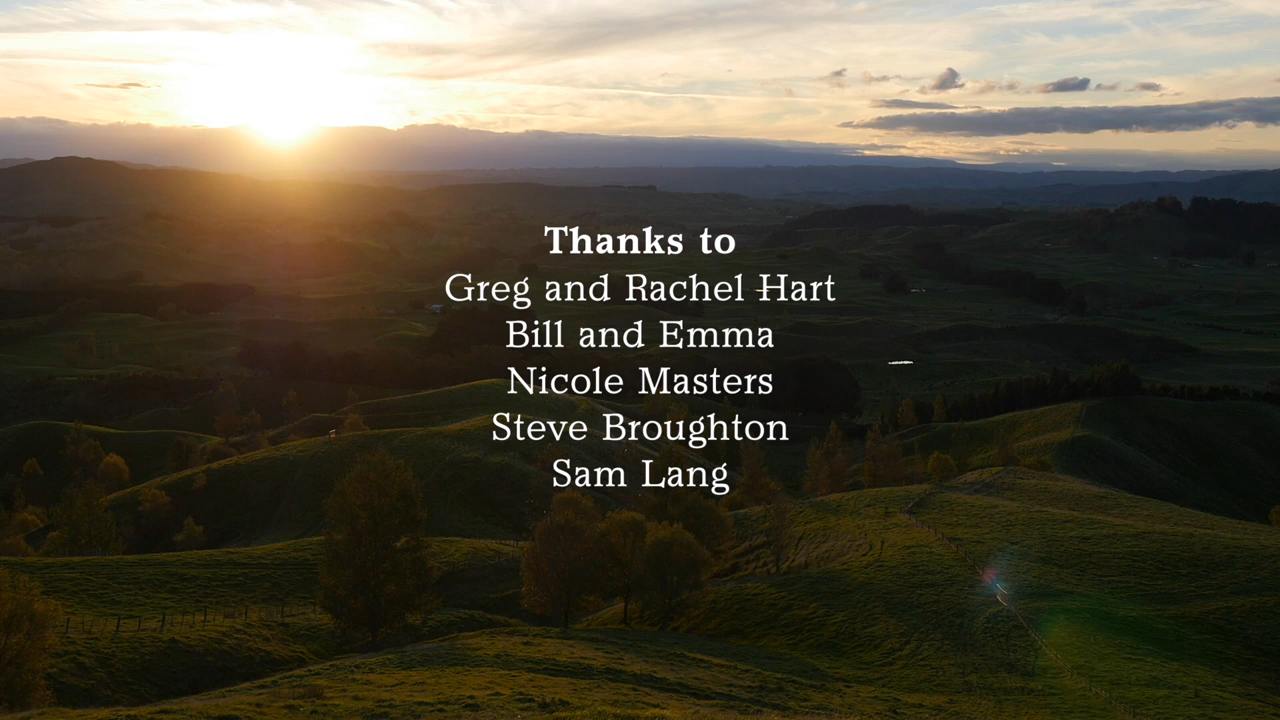 Thanks to
Greg and Rachel Hart
Bill and Emma
Nicole Masters
Steve Broughton
Sam Lang